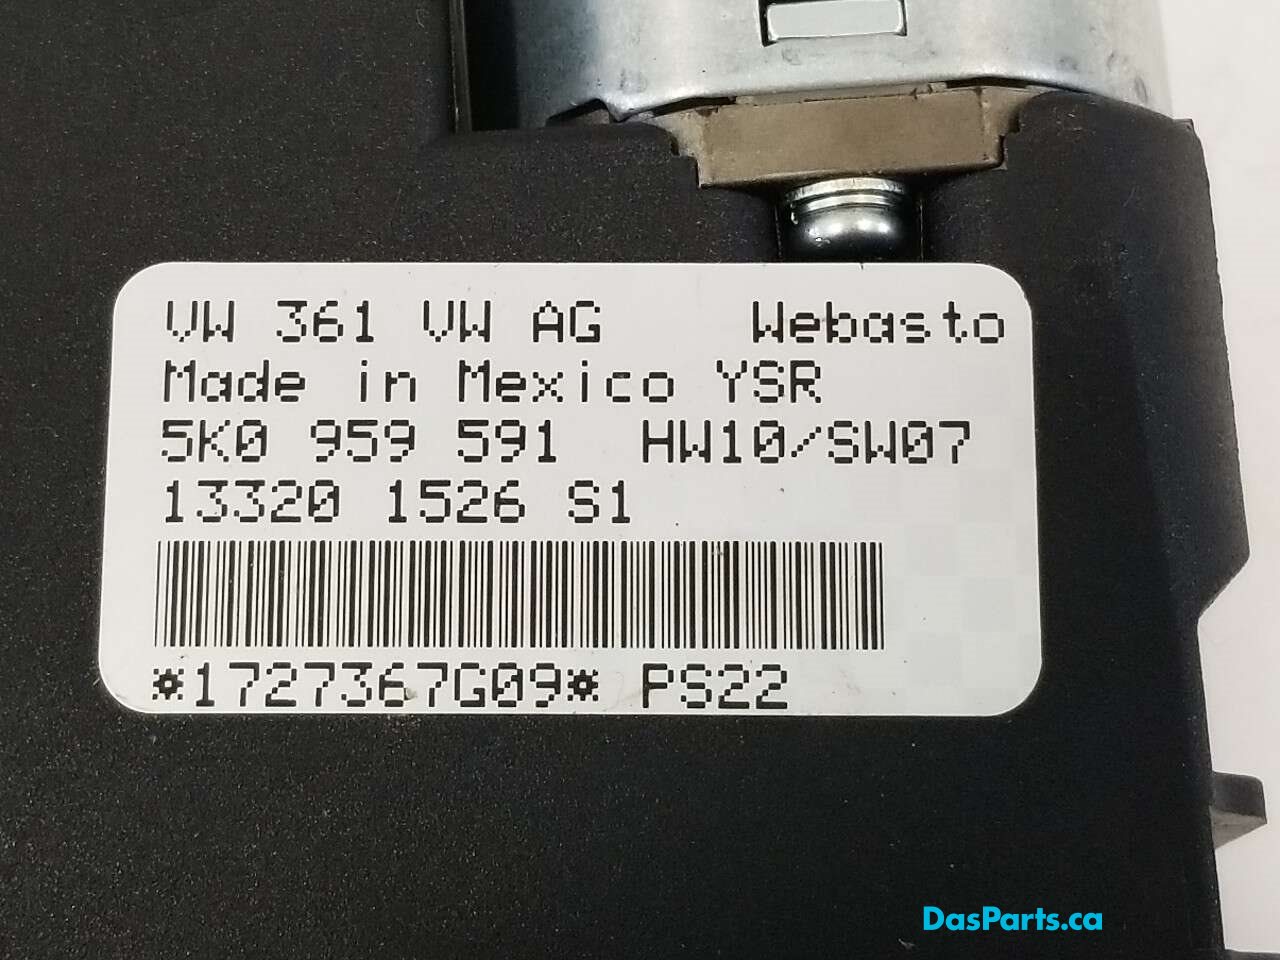 VW 361 VW AG Webasto
Made in Mexico YSR
5K0 959 591 HW10/SW07
13320 1526 S1
*1727367G09* PS22
DasParts.ca